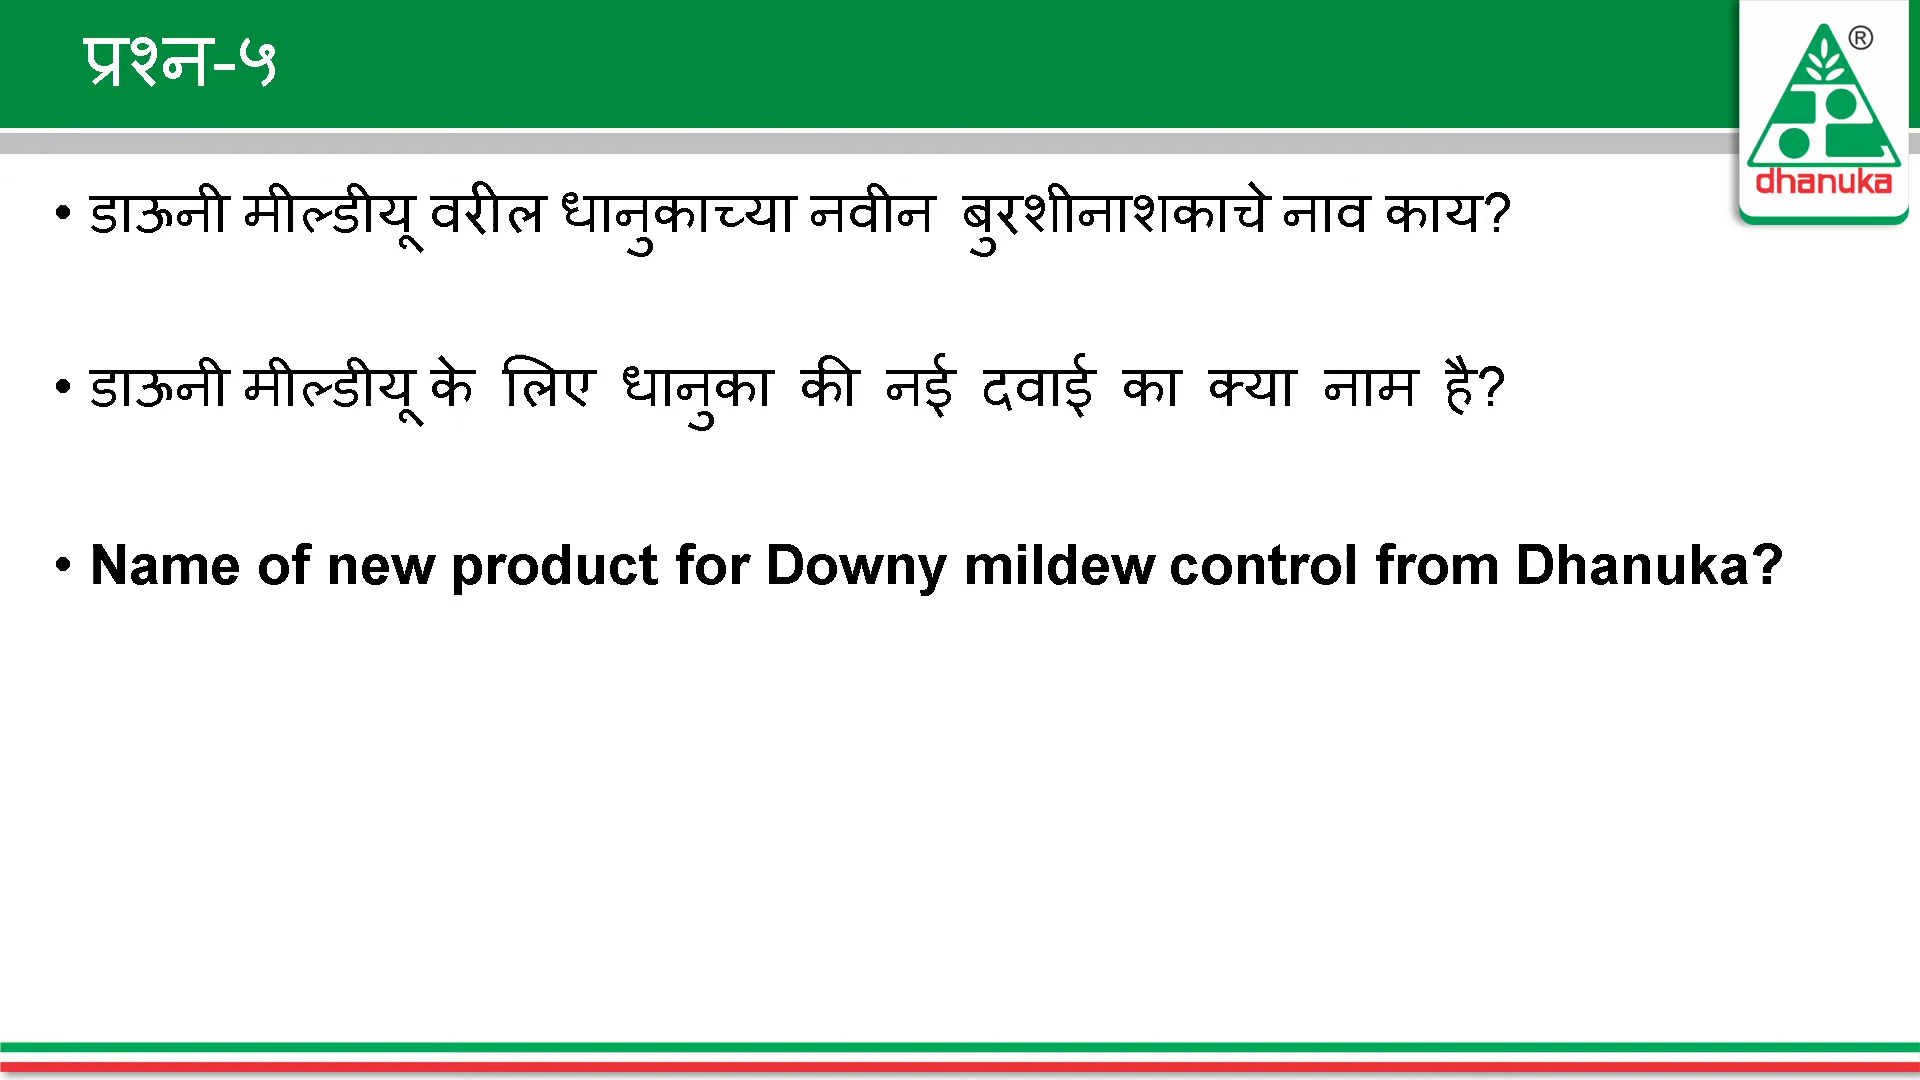 प्रश्न-५
®
dhanuka
• डाऊनी मील्डीयू वरील धानुकाच्या नवीन बुरशीनाशकाचे नाव काय?
• डाऊनी मील्डीयू के लिए धानुका की नई दवाई का क्या नाम है?
• Name of new product for Downy mildew control from Dhanuka?